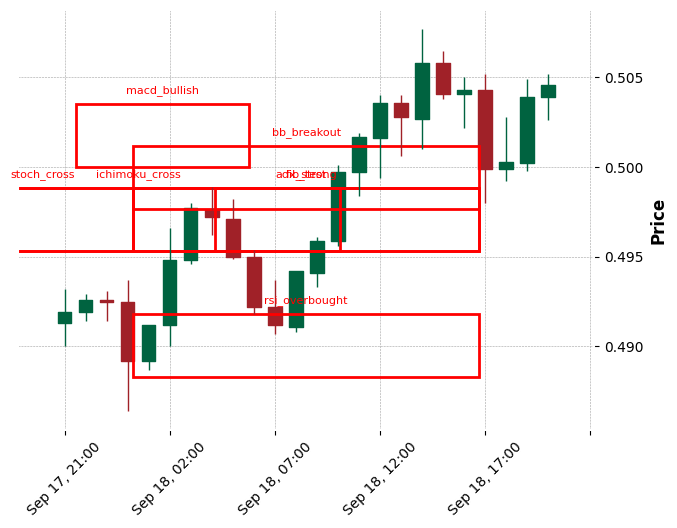 macd_bullish
bb_breakout
stoch_cross
ichimoku_cross
rsi_overbought
0.505
0.500
0.495
0.490
Price
Sep 17, 21:00
Sep 18, 02:00
Sep 18, 07:00
Sep 18, 12:00
Sep 18, 17:00